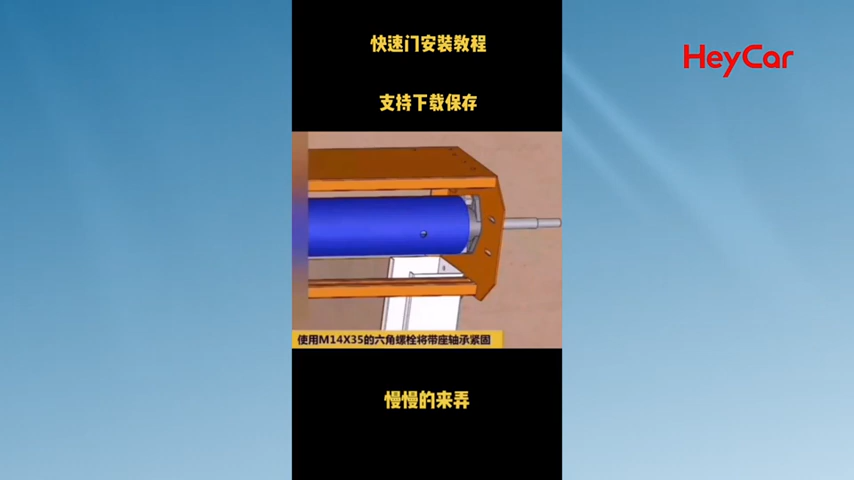 快速门安装教程
HeyCar
支持下载保存
使用M14X35的六角螺栓将带座轴承紧固
慢慢的来弄